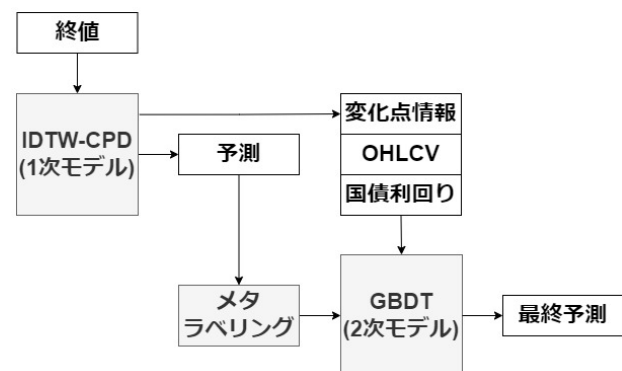 終値
IDTW-CPD
(1次モデル)
変化点情報
予測
OHLCV
国債利回り
メタ
ラベリング
GBDT
(2次モデル)
最終予測